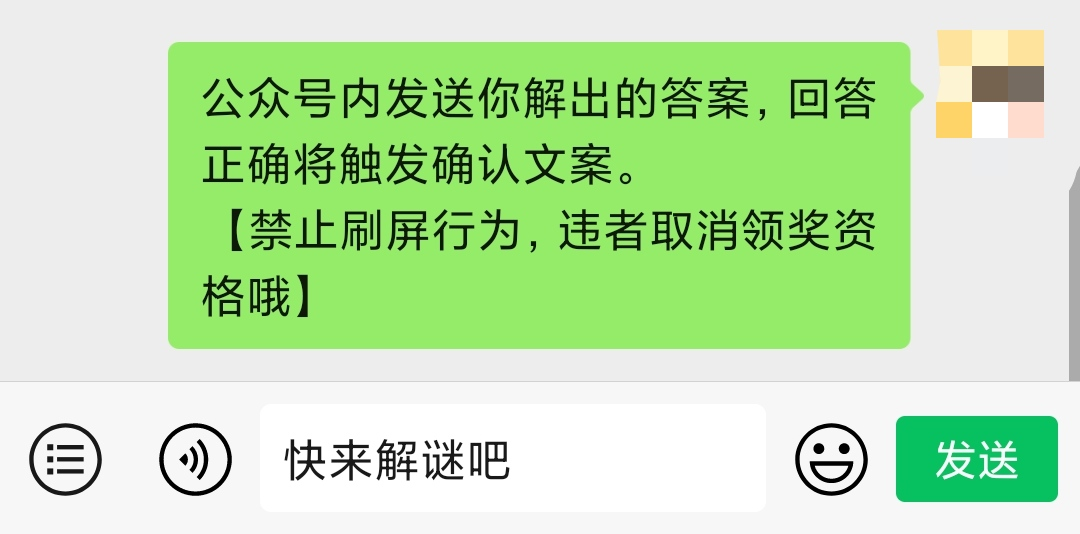 公众号内发送你解出的答案，回答
正确将触发确认文案。
【禁止刷屏行为，违者取消领奖资
格哦】
快来解谜吧
发送